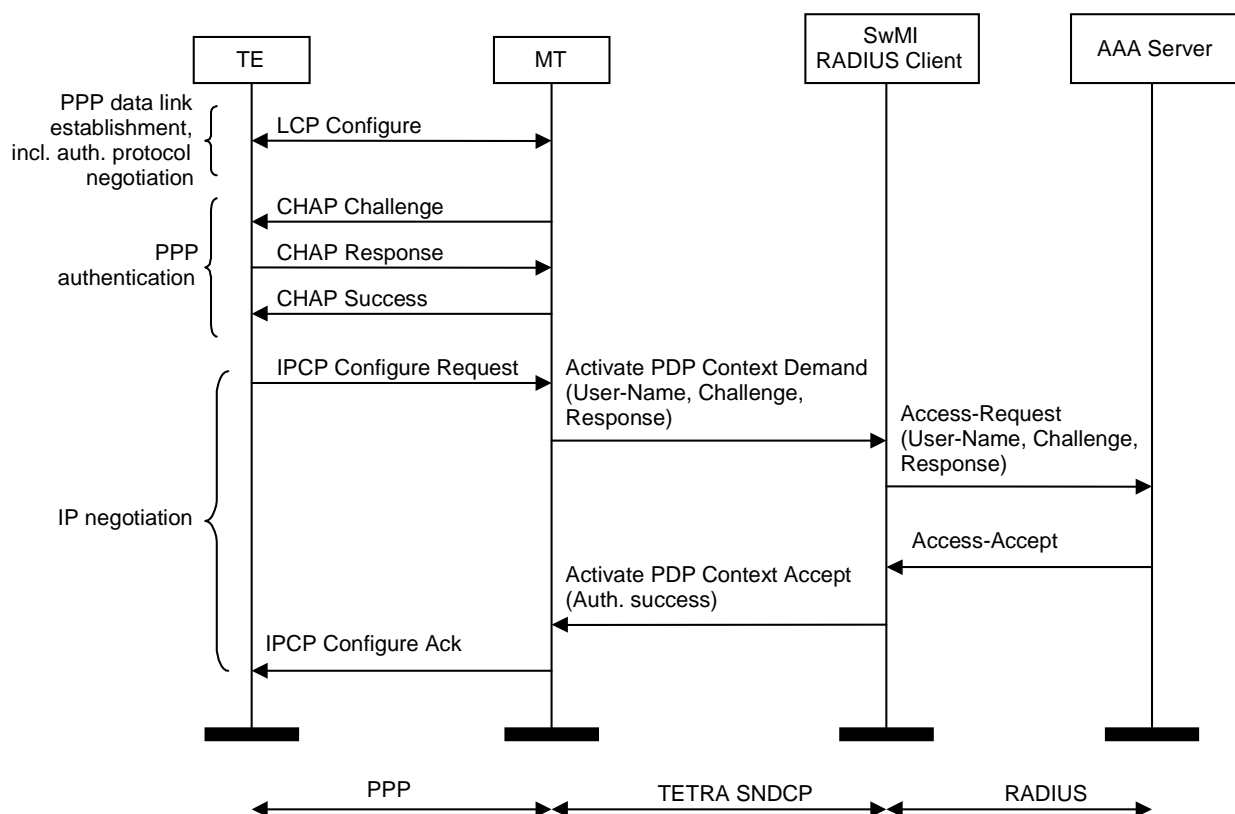 TE
MT
SwMI
RADIUS Client
AAA Server
PPP data link
establishment,
incl. auth. protocol
negotiation
LCP Configure
PPP
authentication
CHAP Challenge
CHAP Response
CHAP Success
IP negotiation
IPCP Configure Request
Activate PDP Context Demand
(User-Name, Challenge,
Response)
Access-Request
(User-Name, Challenge,
Response)
Access-Accept
Activate PDP Context Accept
(Auth. success)
IPCP Configure Ack
PPP
TETRA SNDCP
RADIUS